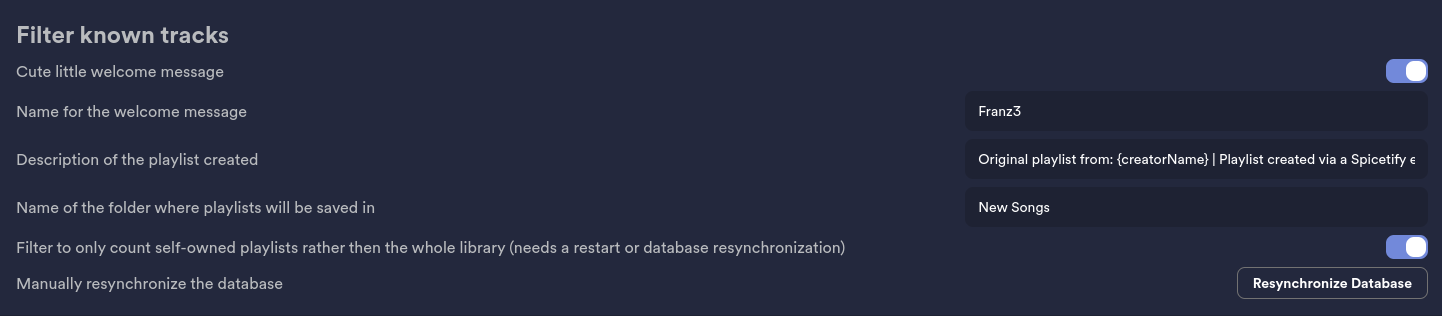 Filter known tracks
Cute little welcome message
Name for the welcome message Franz3
Description of the playlist created Original playlist from: {creatorName} | Playlist created via a Spicetify
Name of the folder where playlists will be saved in New Songs
Filter to only count self-owned playlists rather then the whole library (needs a restart or database resynchronization)
Manually resynchronize the database Resynchronize Database